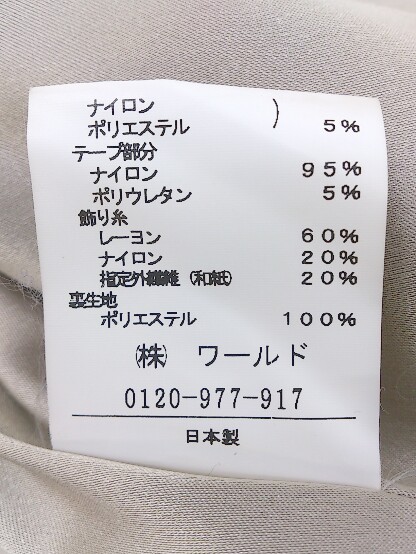 ナイロン )
ポリエステル 5%
テープ部分
ナイロン 95%
ポリウレタン 5%
飾り糸
レーヨン 60%
ナイロン 20%
指定外繊維(和紙) 20%
裏生地
ポリエステル 100%
(株) ワールド
0120-977-917
日本製